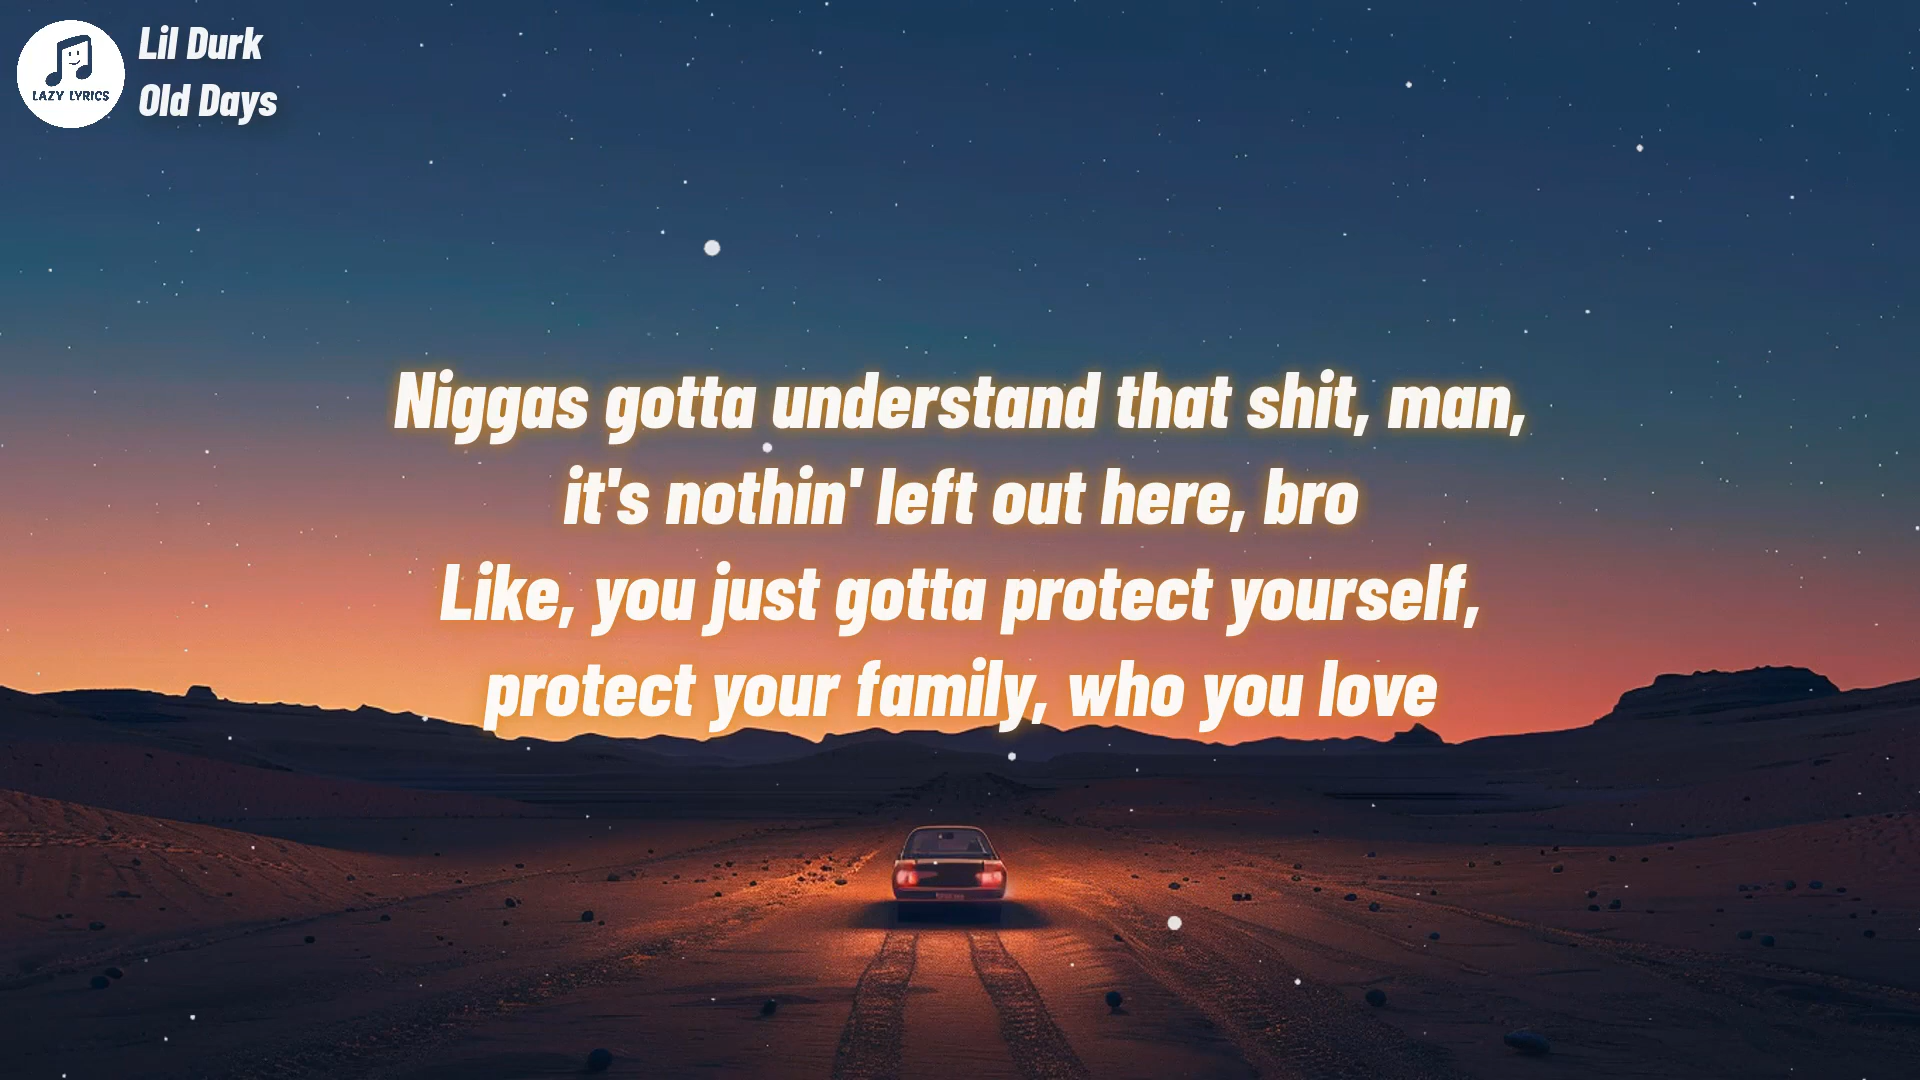 Lil Durk
Old Days
LAZY LYRICS
Niggas gotta understand that shit, man,
it's nothin' left out here, bro
Like, you just gotta protect yourself,
protect your family, who you love